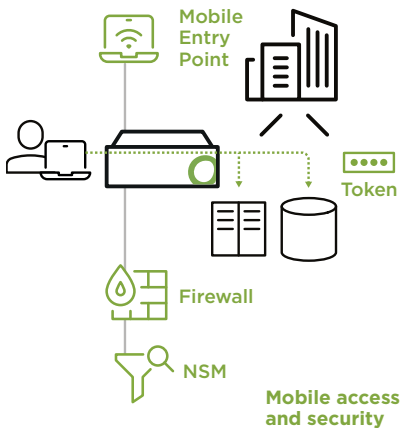 Mobile
Entry
Point
Token
Firewall
NSM
Mobile access
and security